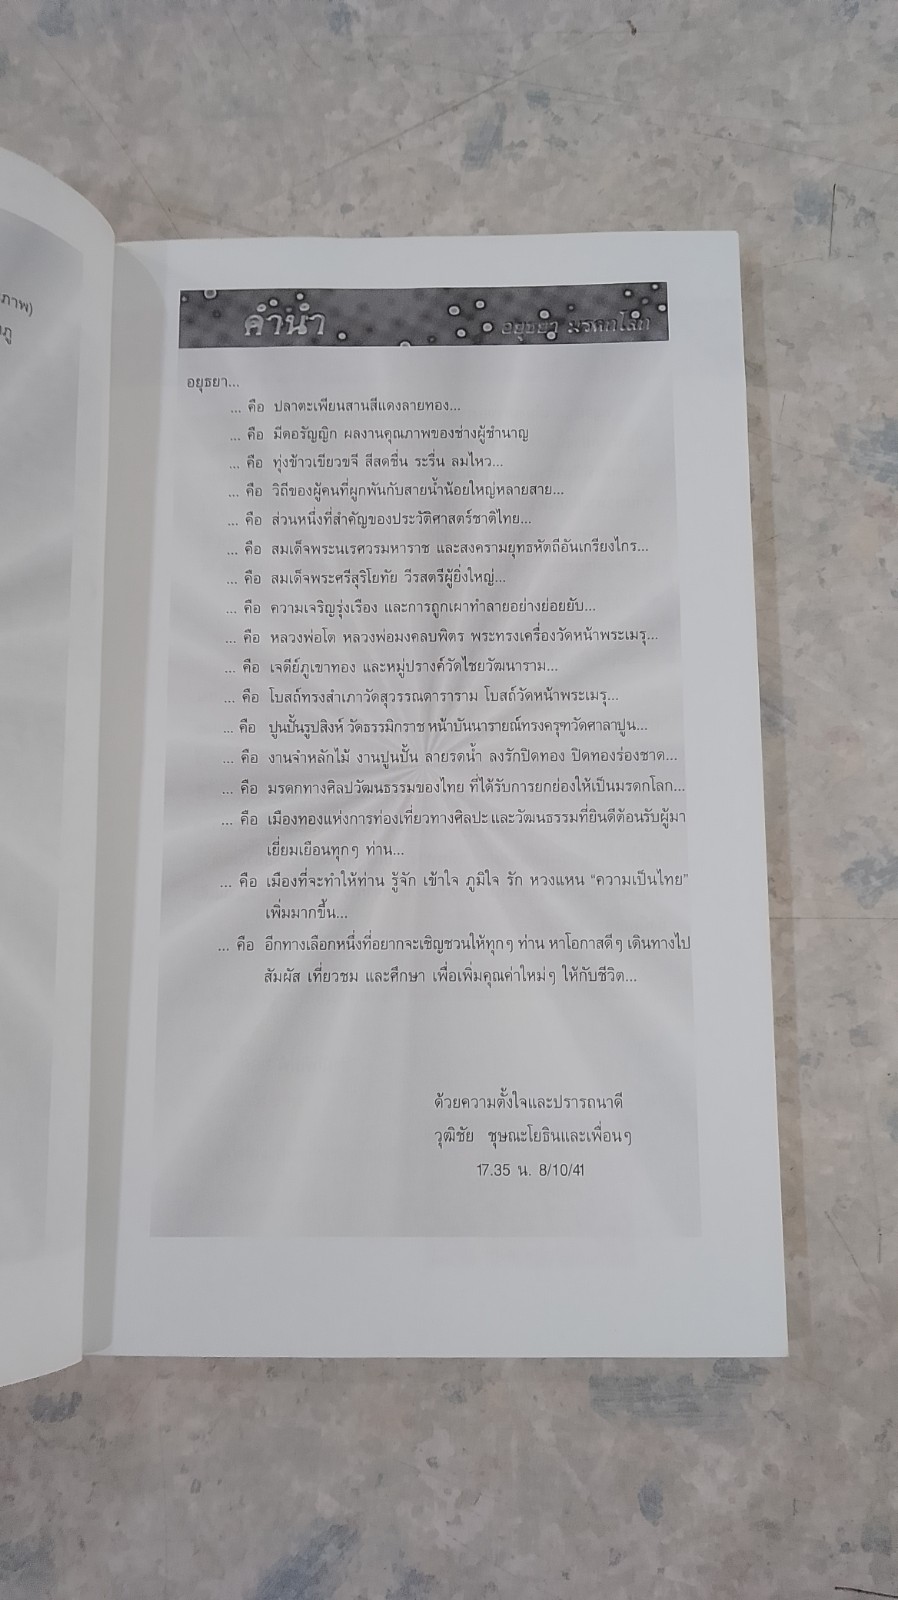 ภาพ)
ภู
คำนำ
อยุธยา มรดกโลก
อยุธยา...
... คือ ปลาตะเพียนสานสีแดงลายทอง...
... คือ มีดอรัญญิก ผลงานคุณภาพของช่างผู้ชำนาญ
... คือ ทุ่งข้าวเขียวขจี สีสดชื่น ระรื่น ลมไหว...
... คือ วิถีของผู้คนที่ผูกพันกับสายน้ำน้อยใหญ่หลายสาย...
... คือ ส่วนหนึ่งที่สำคัญของประวัติศาสตร์ชาติไทย...
... คือ สมเด็จพระนเรศวรมหาราช และสงครามยุทธหัตถีอันเกรียงไกร...
... คือ สมเด็จพระศรีสุริโยทัย วีรสตรีผู้ยิ่งใหญ่...
... คือ ความเจริญรุ่งเรือง และการถูกเผาทำลายอย่างย่อยยับ...
... คือ หลวงพ่อโต หลวงพ่อมงคลบพิตร พระทรงเครื่องวัดหน้าพระเมรุ...
... คือ เจดีย์ภูเขาทอง และหมู่ปรางค์วัดไชยวัฒนาราม...
... คือ โบสถ์ทรงสำเภาวัดสุวรรณดาราราม โบสถ์วัดหน้าพระเมรุ...
... คือ ปูนปั้นรูปสิงห์ วัดธรรมิกราช หน้าบันนารายณ์ทรงครุฑวัดศาลาปูน...
... คือ งานจำหลักไม้ งานปูนปั้น ลายรดน้ำ ลงรักปิดทอง ปิดทองร่องชาด...
... คือ มรดกทางศิลปวัฒนธรรมของไทย ที่ได้รับการยกย่องให้เป็นมรดกโลก...
... คือ เมืองทองแห่งการท่องเที่ยวทางศิลปะ และวัฒนธรรมที่ยินดีต้อนรับผู้มา
เยี่ยมเยือนทุกๆ ท่าน...
... คือ เมืองที่จะทำให้ท่าน รู้จัก เข้าใจ ภูมิใจ รัก หวงแหน "ความเป็นไทย"
เพิ่มมากขึ้น...
... คือ อีกทางเลือกหนึ่งที่อยากจะเชิญชวนให้ทุกๆ ท่าน หาโอกาสดีๆ เดินทางไป
สัมผัส เที่ยวชม และศึกษา เพื่อเพิ่มคุณค่าใหม่ๆ ให้กับชีวิต...
ด้วยความตั้งใจและปรารถนาดี
วุฒิชัย ชุษณะโยธินและเพื่อนๆ
17.35 น. 8/10/41